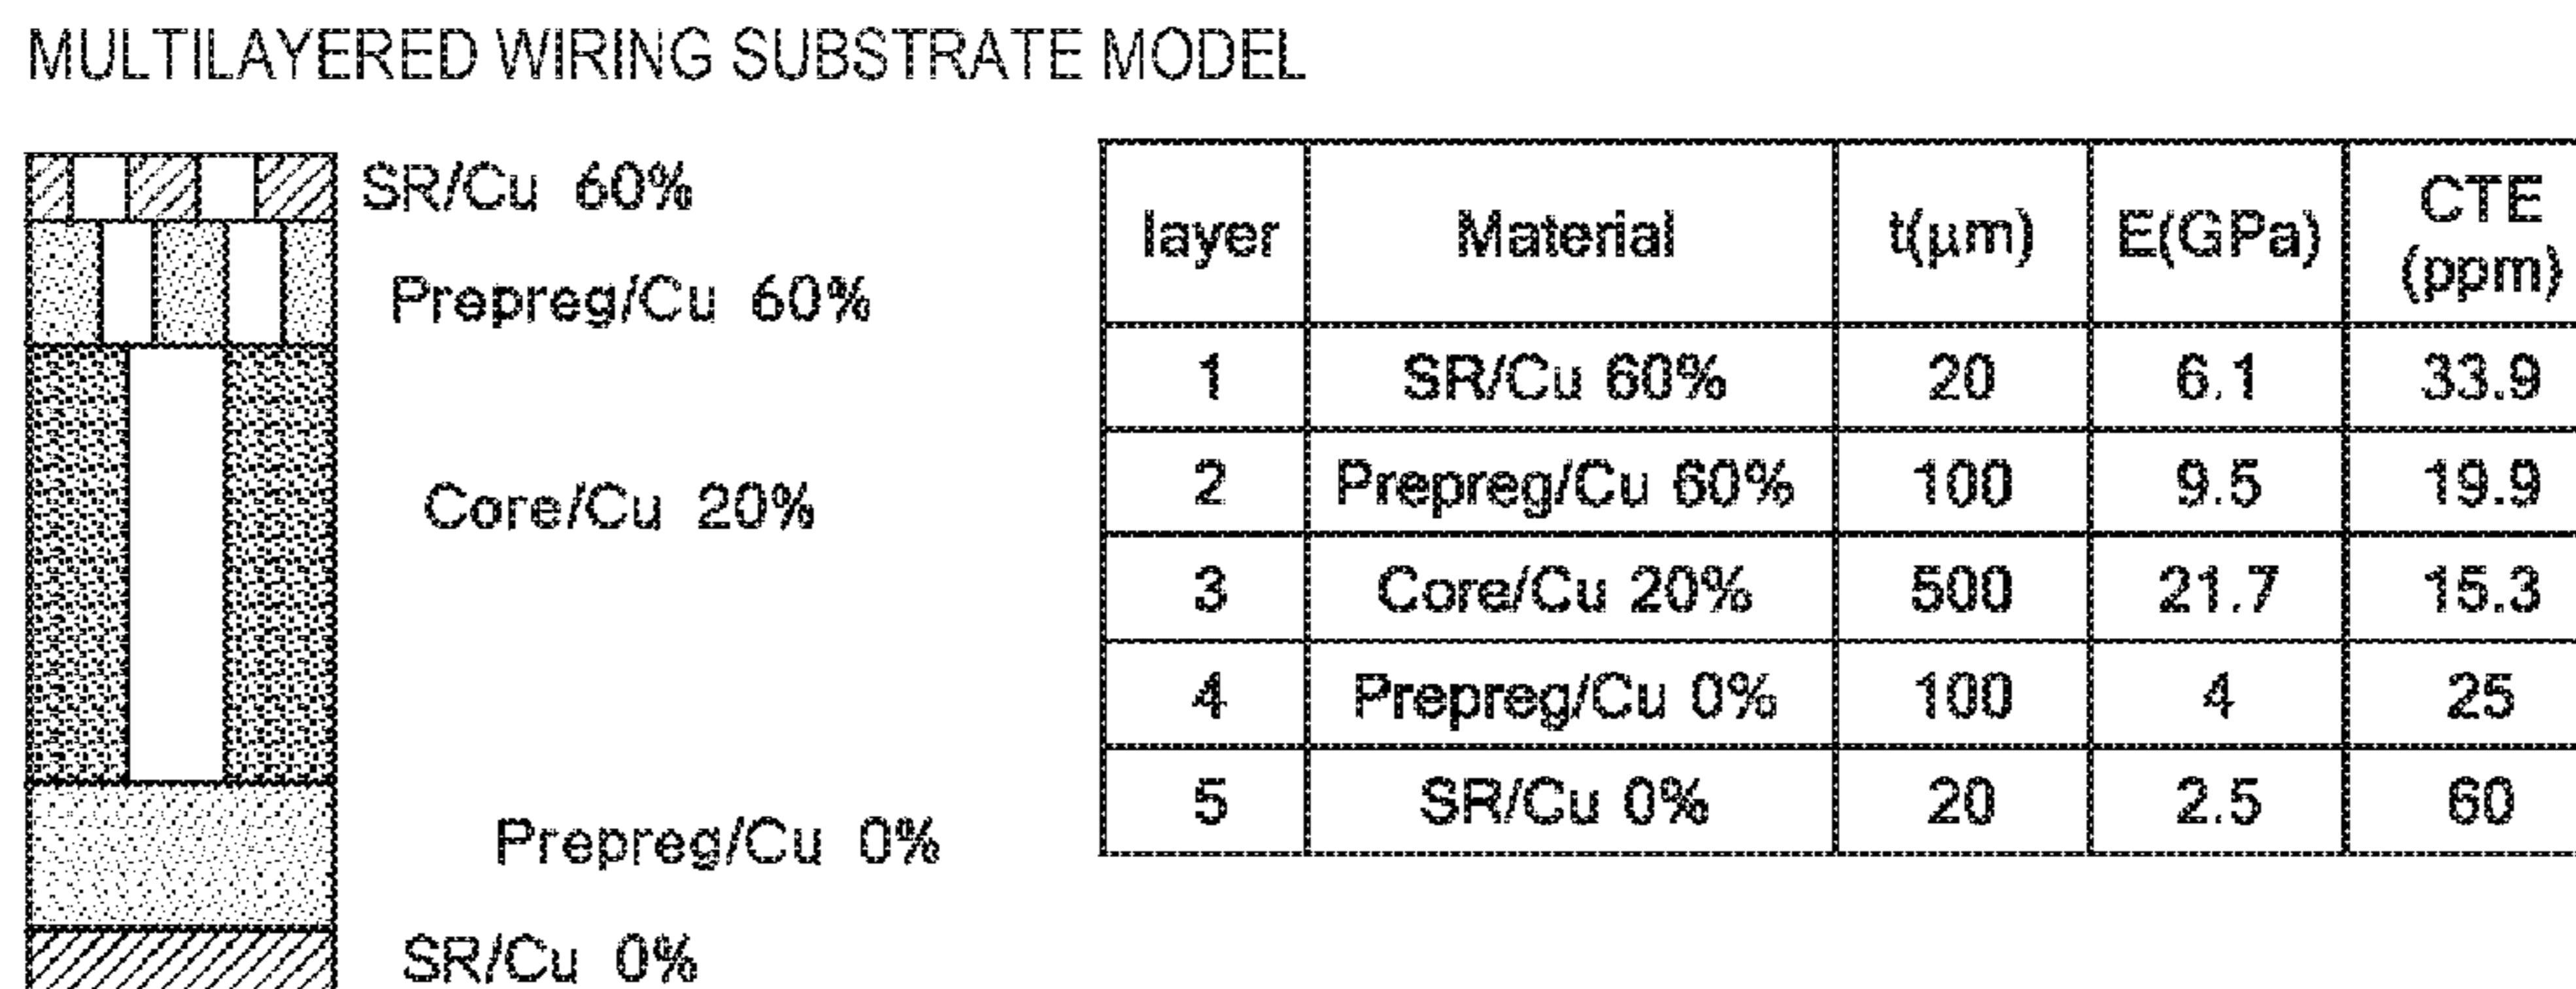 MULTILAYERED WIRING SUBSTRATE MODEL
SR/Cu 60%
Prepreg/Cu 60%
Core/Cu 20%
Prepreg/Cu 0%
SR/Cu 0%
layer Material t(μm) E(GPa) CTE (ppm)
1 SR/Cu 60% 20 6.1 33.9
2 Prepreg/Cu 60% 100 9.5 19.9
3 Core/Cu 20% 500 21.7 15.3
4 Prepreg/Cu 0% 100 4 25
5 SR/Cu 0% 20 2.5 60